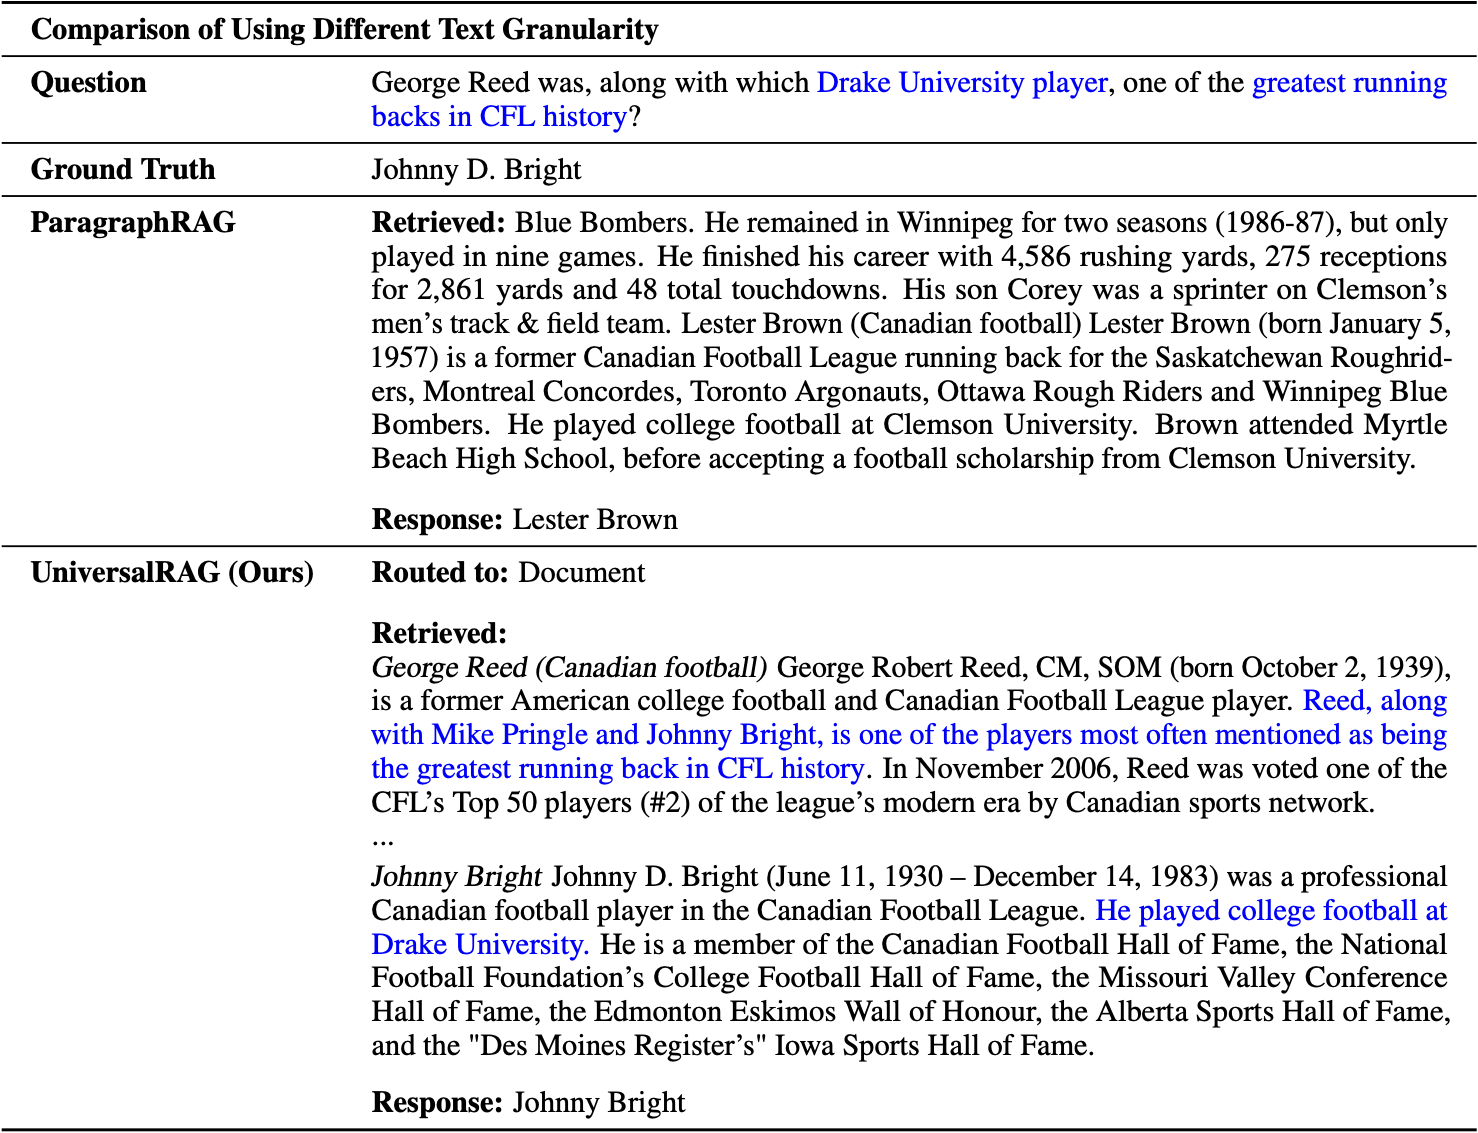 Comparison of Using Different Text Granularity
Question
George Reed was, along with which Drake University player, one of the greatest running
backs in CFL history?
Ground Truth
Johnny D. Bright
ParagraphRAG
Retrieved: Blue Bombers. He remained in Winnipeg for two seasons (1986-87), but only
played in nine games. He finished his career with 4,586 rushing yards, 275 receptions
for 2,861 yards and 48 total touchdowns. His son Corey was a sprinter on Clemson’s
men’s track & field team. Lester Brown (Canadian football) Lester Brown (born January 5,
1957) is a former Canadian Football League running back for the Saskatchewan Roughrid-
ers, Montreal Concordes, Toronto Argonauts, Ottawa Rough Riders and Winnipeg Blue
Bombers. He played college football at Clemson University. Brown attended Myrtle
Beach High School, before accepting a football scholarship from Clemson University.
Response: Lester Brown
UniversalRAG (Ours)
Routed to: Document
Retrieved:
George Reed (Canadian football) George Robert Reed, CM, SOM (born October 2, 1939),
is a former American college football and Canadian Football League player. Reed, along
with Mike Pringle and Johnny Bright, is one of the players most often mentioned as being
the greatest running back in CFL history. In November 2006, Reed was voted one of the
CFL’s Top 50 players (#2) of the league’s modern era by Canadian sports network.
...
Johnny Bright Johnny D. Bright (June 11, 1930 – December 14, 1983) was a professional
Canadian football player in the Canadian Football League. He played college football at
Drake University. He is a member of the Canadian Football Hall of Fame, the National
Football Foundation’s College Football Hall of Fame, the Missouri Valley Conference
Hall of Fame, the Edmonton Eskimos Wall of Honour, the Alberta Sports Hall of Fame,
and the "Des Moines Register’s" Iowa Sports Hall of Fame.
Response: Johnny Bright